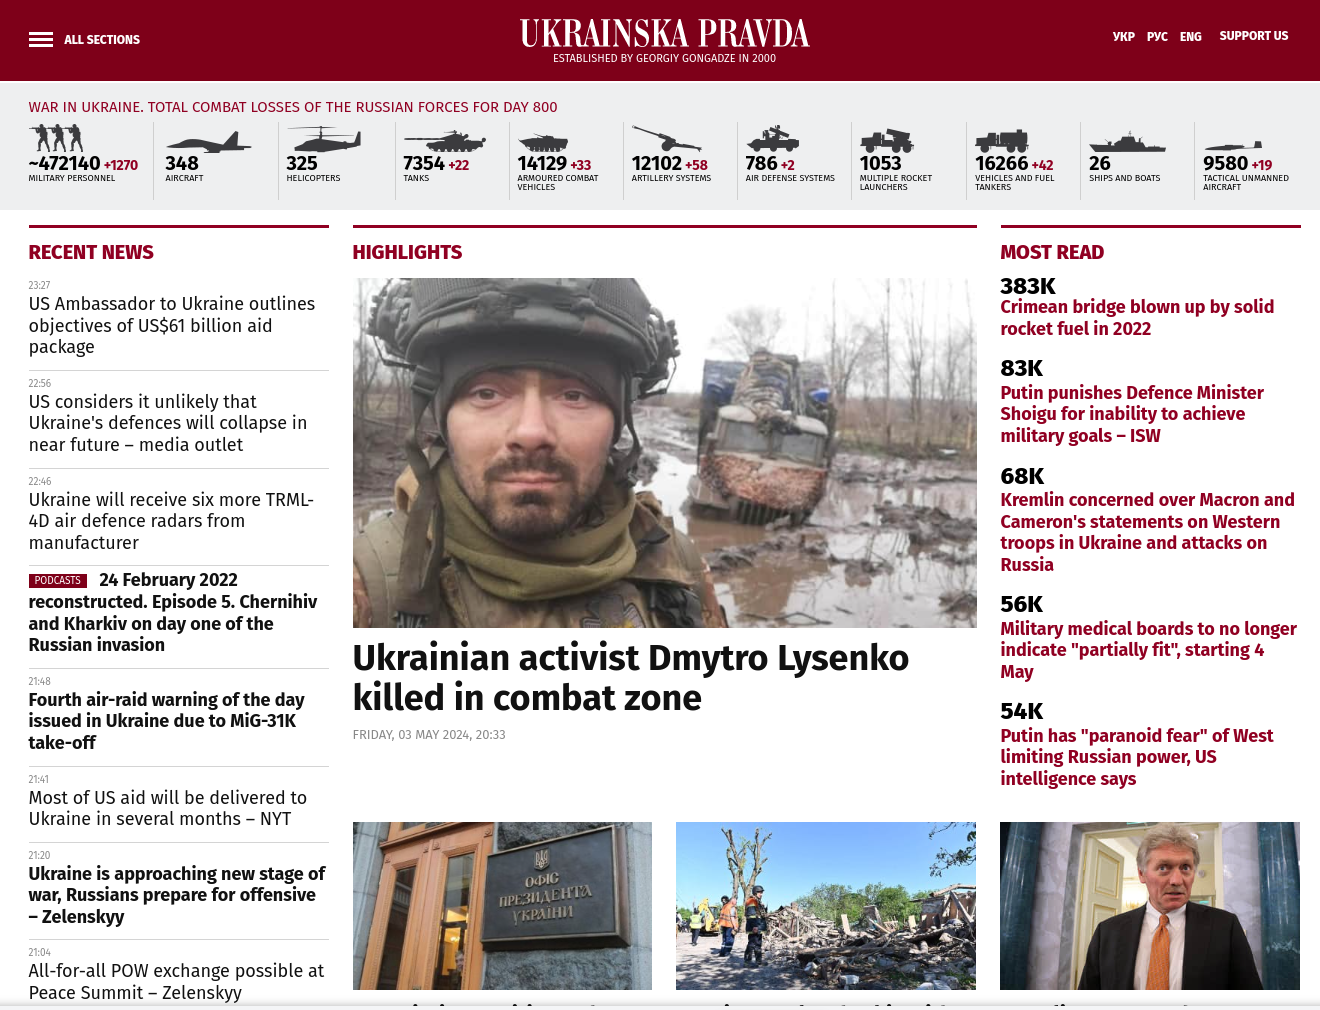 ALL SECTIONS
UKRAINSKA PRAVDA
ESTABLISHED BY GEORGIY GONGADZE IN 2000
УКР РУС ENG SUPPORT US
WAR IN UKRAINE. TOTAL COMBAT LOSSES OF THE RUSSIAN FORCES FOR DAY 800
~472140 +1270
MILITARY PERSONNEL
348
AIRCRAFT
325
HELICOPTERS
7354 +22
TANKS
14129 +33
ARMOURED COMBAT
VEHICLES
12102 +58
ARTILLERY SYSTEMS
786 +2
AIR DEFENSE SYSTEMS
1053
MULTIPLE ROCKET
LAUNCHERS
16266 +42
VEHICLES AND FUEL
TANKERS
26
SHIPS AND BOATS
9580 +19
TACTICAL UNMANNED
AIRCRAFT
RECENT NEWS
23:27
US Ambassador to Ukraine outlines
objectives of US$61 billion aid
package
22:56
US considers it unlikely that
Ukraine's defences will collapse in
near future – media outlet
22:46
Ukraine will receive six more TRML-
4D air defence radars from
manufacturer
PODCASTS 24 February 2022
reconstructed. Episode 5. Chernihiv
and Kharkiv on day one of the
Russian invasion
21:48
Fourth air-raid warning of the day
issued in Ukraine due to MiG-31K
take-off
21:41
Most of US aid will be delivered to
Ukraine in several months – NYT
21:20
Ukraine is approaching new stage of
war, Russians prepare for offensive
– Zelenskyy
21:04
All-for-all POW exchange possible at
Peace Summit – Zelenskyy
HIGHLIGHTS
Ukrainian activist Dmytro Lysenko
killed in combat zone
FRIDAY, 03 MAY 2024, 20:33
ОФІС
ПРЕЗИДЕНТА
УКРАЇНИ
MOST READ
383K
Crimean bridge blown up by solid
rocket fuel in 2022
83K
Putin punishes Defence Minister
Shoigu for inability to achieve
military goals – ISW
68K
Kremlin concerned over Macron and
Cameron's statements on Western
troops in Ukraine and attacks on
Russia
56K
Military medical boards to no longer
indicate "partially fit", starting 4
May
54K
Putin has "paranoid fear" of West
limiting Russian power, US
intelligence says